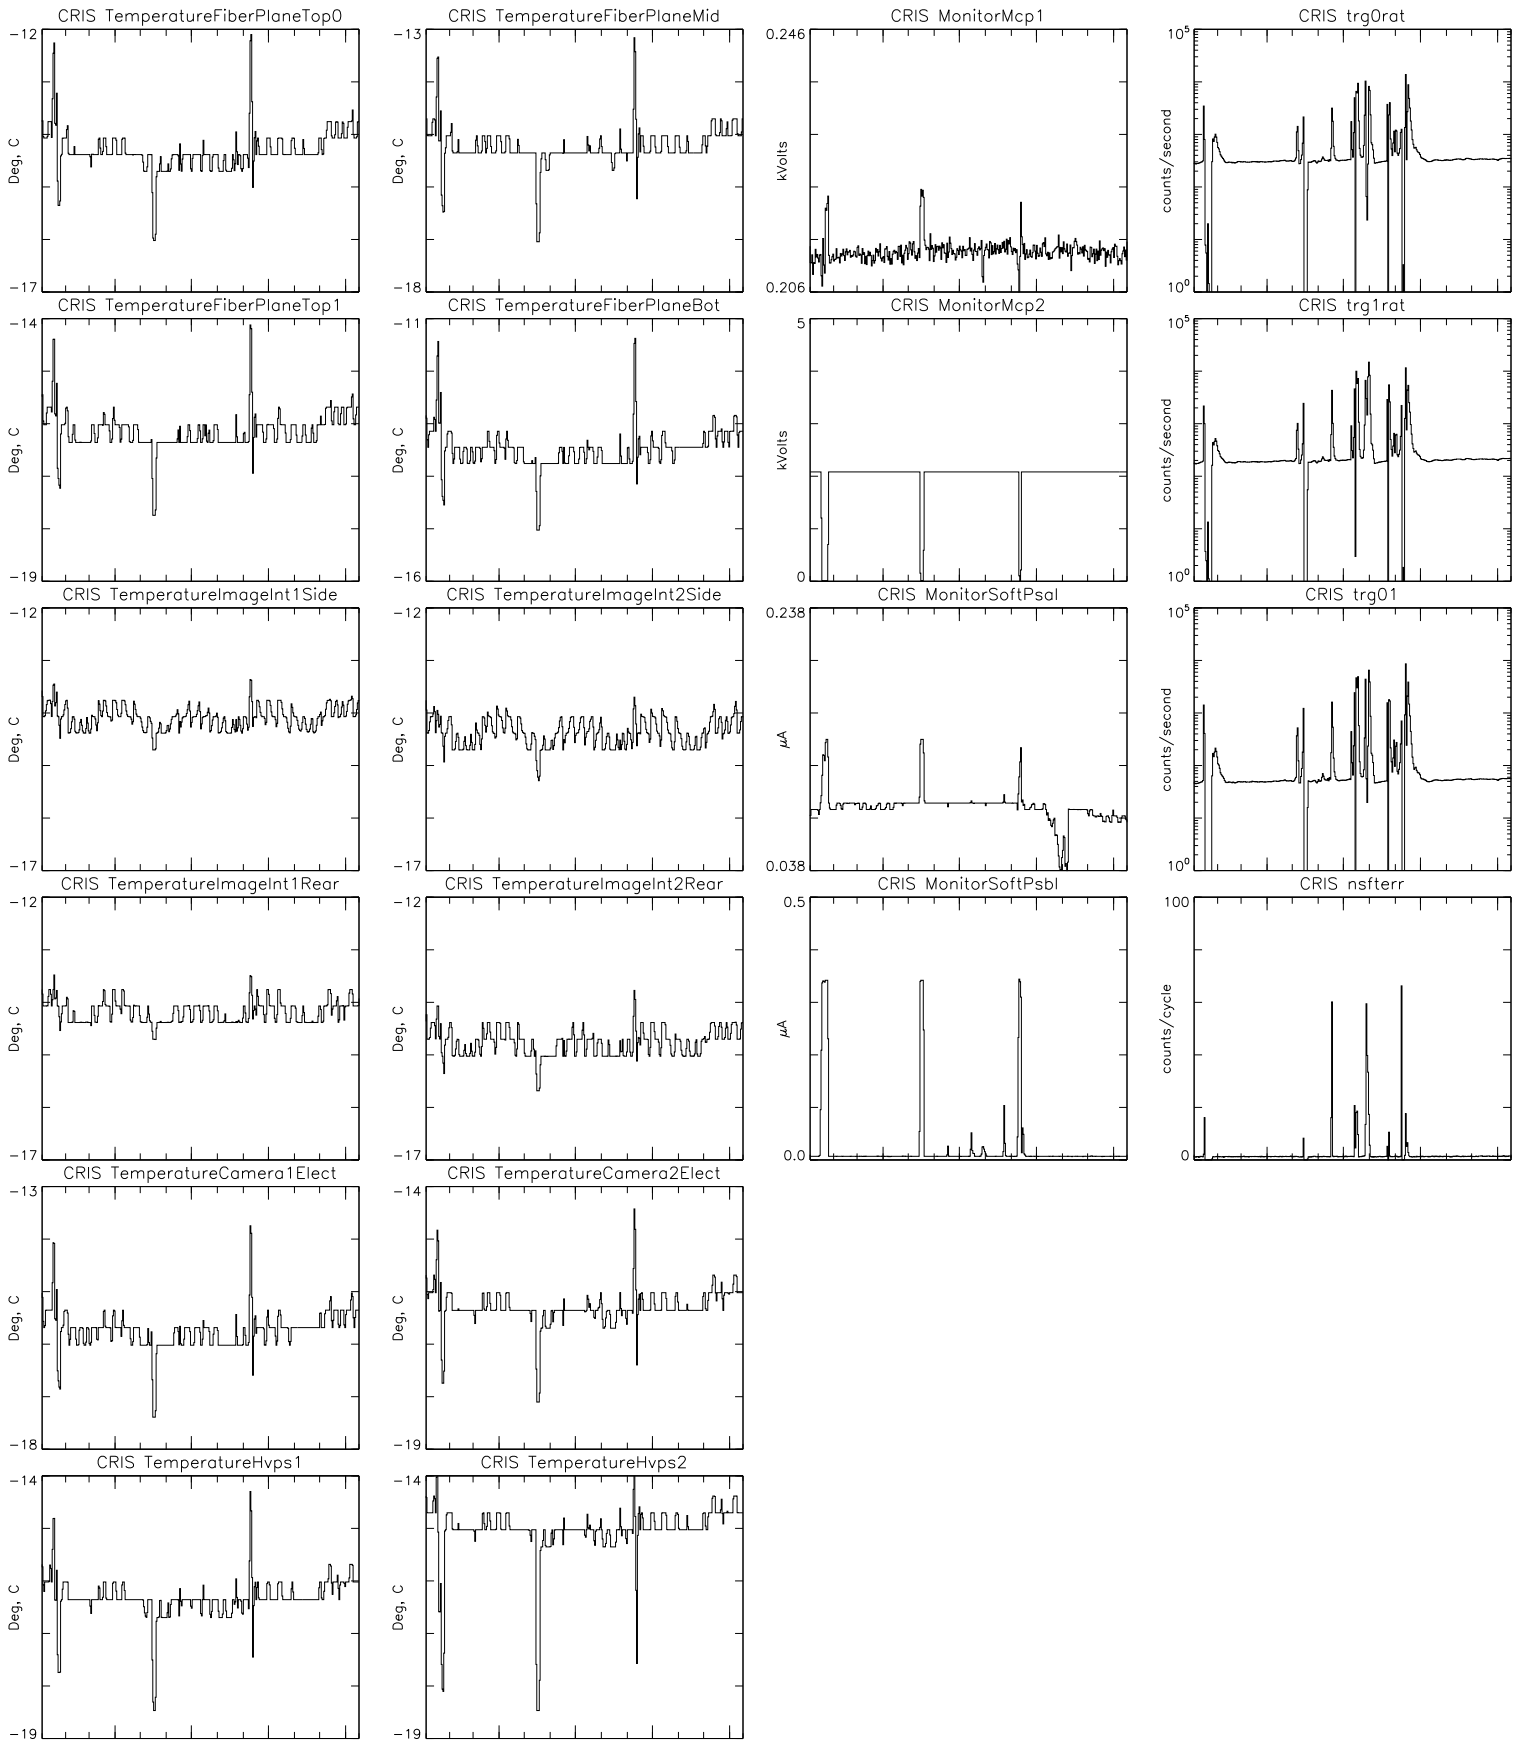 CRIS TemperatureFiberPlaneTop0
-12
Deg, C
-17
CRIS TemperatureFiberPlaneMid
-13
Deg, C
-18
CRIS MonitorMcp1
0.246
kVolts
0.206
CRIS trg0rat
10^5
counts/second
10^0
CRIS TemperatureFiberPlaneTop1
-14
Deg, C
-19
CRIS TemperatureFiberPlaneBot
-11
Deg, C
-16
CRIS MonitorMcp2
5
kVolts
0
CRIS trg1rat
10^5
counts/second
10^0
CRIS TemperatureImageInt1Side
-12
Deg, C
-17
CRIS TemperatureImageInt2Side
-12
Deg, C
-17
CRIS MonitorSoftPsaI
0.238
μA
0.038
CRIS trg01
10^5
counts/second
10^0
CRIS TemperatureImageInt1Rear
-12
Deg, C
-17
CRIS TemperatureImageInt2Rear
-12
Deg, C
-17
CRIS MonitorSoftPsbI
0.5
μA
0.0
CRIS nsfterr
100
counts/cycle
0
CRIS TemperatureCamera1Elect
-13
Deg, C
-18
CRIS TemperatureCamera2Elect
-14
Deg, C
-19
CRIS TemperatureHvps1
-14
Deg, C
-19
CRIS TemperatureHvps2
-14
Deg, C
-19